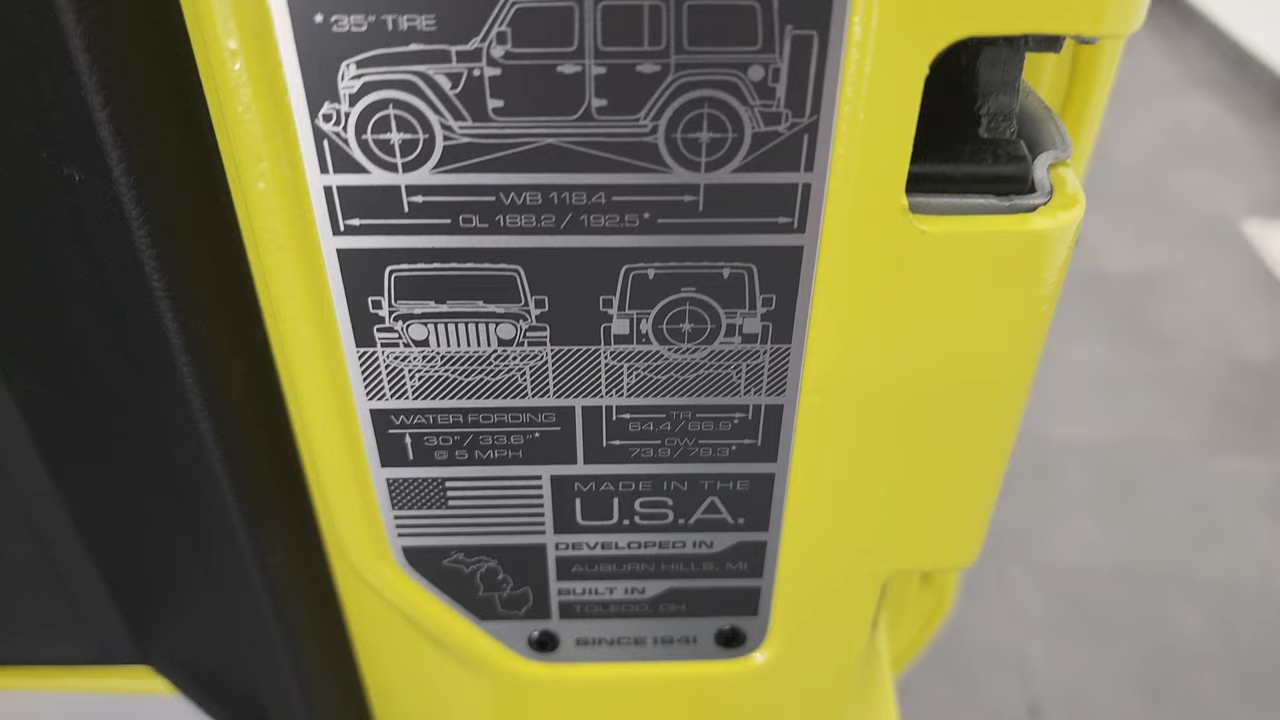 * 35" TIRE
WB 118.4
OL 188.2 / 192.5*
WATER FORDING
30" / 33.6"*
@ 5 MPH
TR
64.4 / 66.9*
OW
73.9 / 79.3*
MADE IN THE
U.S.A.
DEVELOPED IN
AUBURN HILLS, MI
BUILT IN
TOLEDO, OH
SINCE 1941